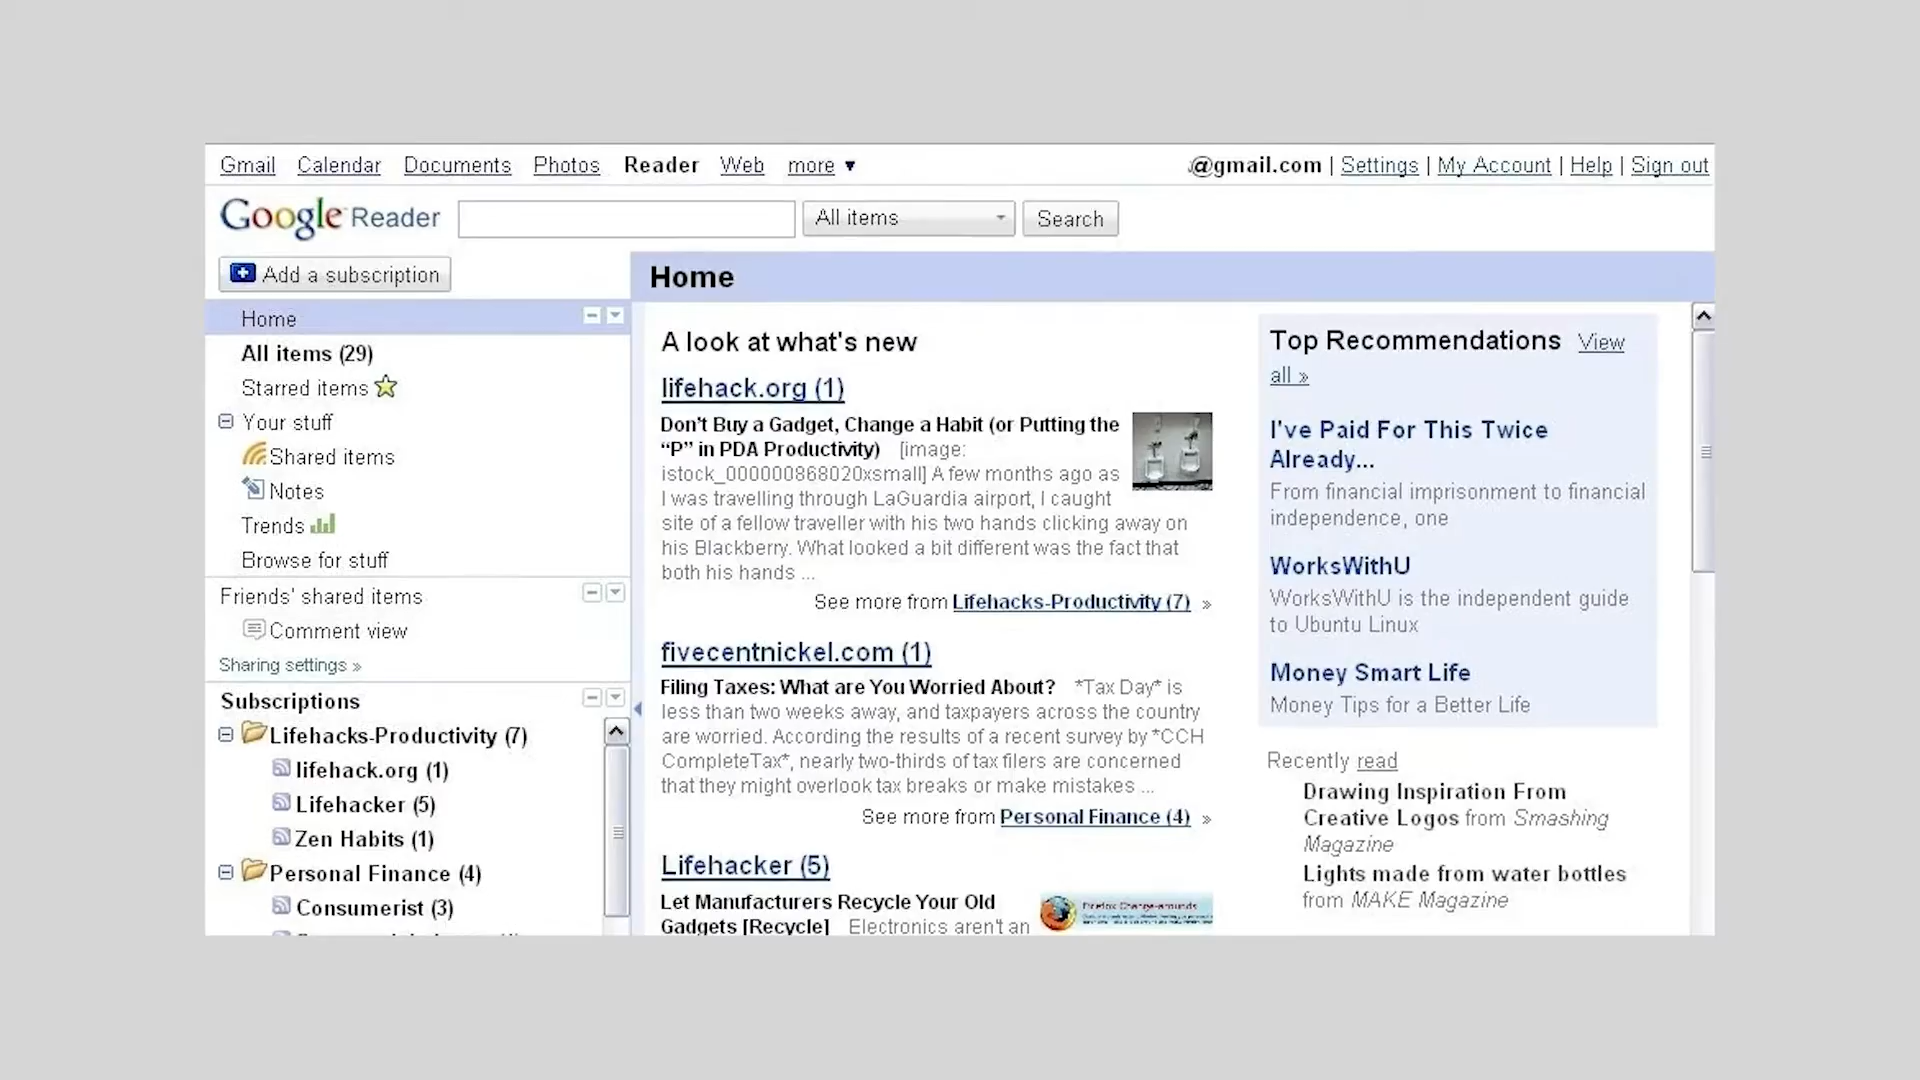 Gmail Calendar Documents Photos Reader Web more ▼
@gmail.com | Settings | My Account | Help | Sign out
Google Reader
All items
Search
Add a subscription
Home
All items (29)
Starred items
Your stuff
Shared items
Notes
Trends
Browse for stuff
Friends' shared items
Comment view
Sharing settings »
Subscriptions
Lifehacks-Productivity (7)
lifehack.org (1)
Lifehacker (5)
Zen Habits (1)
Personal Finance (4)
Consumerist (3)
Home
A look at what's new
lifehack.org (1)
Don't Buy a Gadget, Change a Habit (or Putting the
“P” in PDA Productivity) [image:
istock_000000868020xsmall] A few months ago as
I was travelling through LaGuardia airport, I caught
site of a fellow traveller with his two hands clicking away on
his Blackberry. What looked a bit different was the fact that
both his hands ...
See more from Lifehacks-Productivity (7) »
fivecentnickel.com (1)
Filing Taxes: What are You Worried About? *Tax Day* is
less than two weeks away, and taxpayers across the country
are worried. According the results of a recent survey by *CCH
CompleteTax*, nearly two-thirds of tax filers are concerned
that they might overlook tax breaks or make mistakes ...
See more from Personal Finance (4) »
Lifehacker (5)
Let Manufacturers Recycle Your Old
Gadgets [Recycle] Electronics aren't an
Firefox Change-arounds
Top Recommendations View
all »
I've Paid For This Twice
Already...
From financial imprisonment to financial
independence, one
WorksWithU
WorksWithU is the independent guide
to Ubuntu Linux
Money Smart Life
Money Tips for a Better Life
Recently read
Drawing Inspiration From
Creative Logos from Smashing
Magazine
Lights made from water bottles
from MAKE Magazine